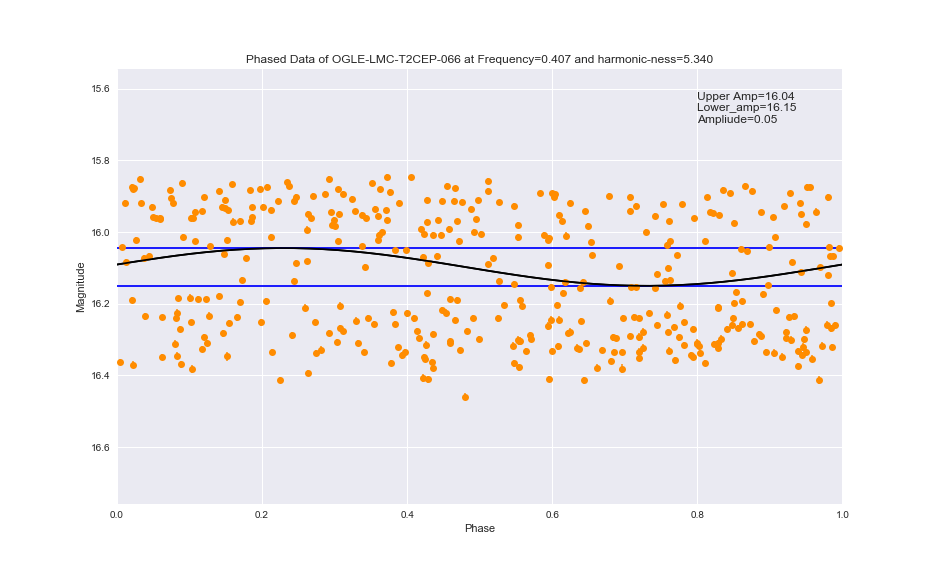 Phased Data of OGLE-LMC-T2CEP-066 at Frequency=0.407 and harmonic-ness=5.340
Upper Amp=16.04
Lower_amp=16.15
Ampliude=0.05
15.6
15.8
16.0
16.2
16.4
16.6
Magnitude
0.0 0.2 0.4 0.6 0.8 1.0
Phase